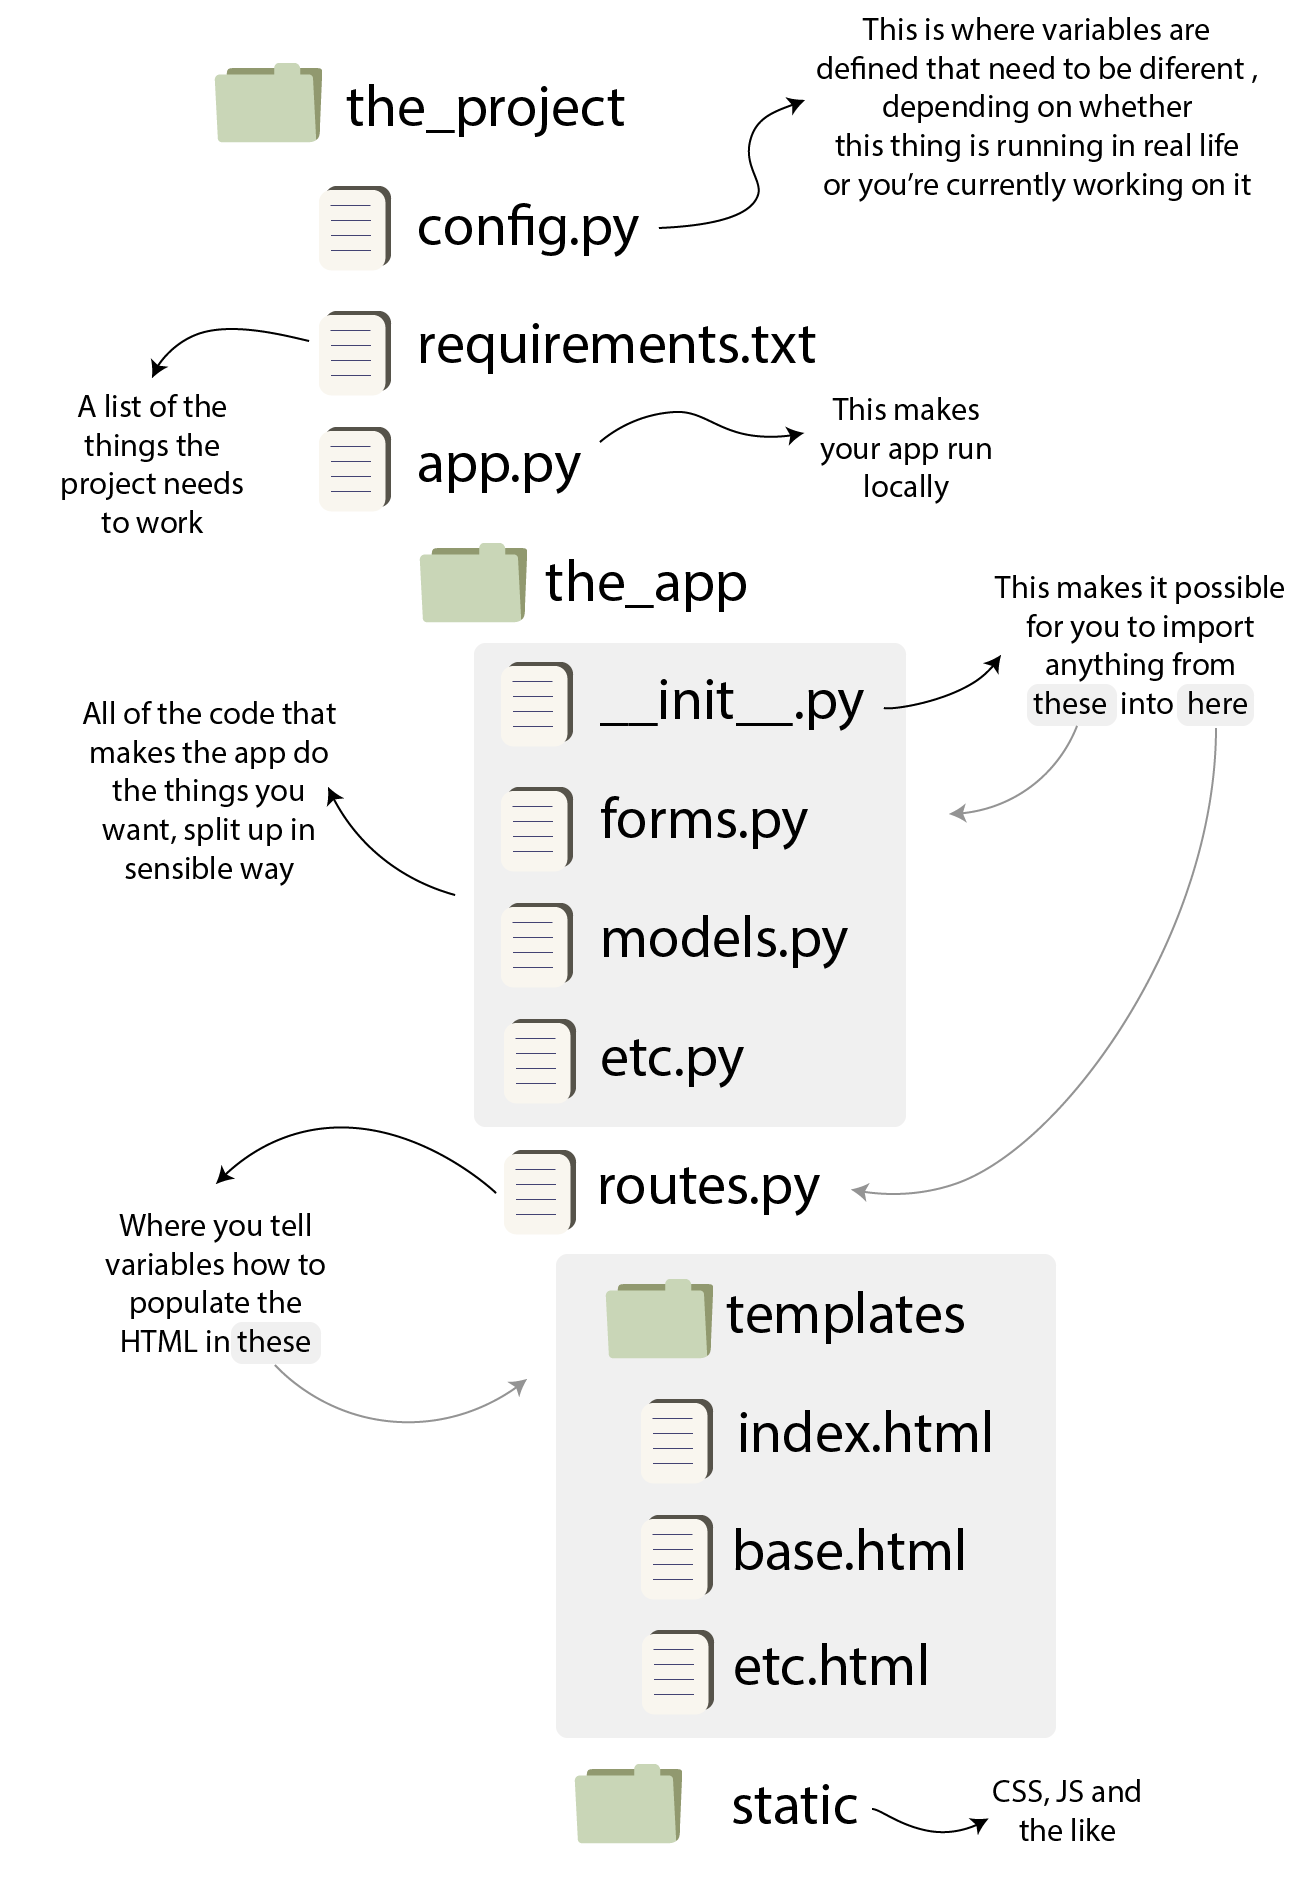 This is where variables are
defined that need to be diferent ,
depending on whether
this thing is running in real life
or you're currently working on it
the_project
config.py
requirements.txt
A list of the
things the
project needs
to work
app.py
This makes
your app run
locally
the_app
This makes it possible
for you to import
anything from
these into here
__init__.py
All of the code that
makes the app do
the things you
want, split up in
sensible way
forms.py
models.py
etc.py
routes.py
Where you tell
variables how to
populate the
HTML in these
templates
index.html
base.html
etc.html
static
CSS, JS and
the like